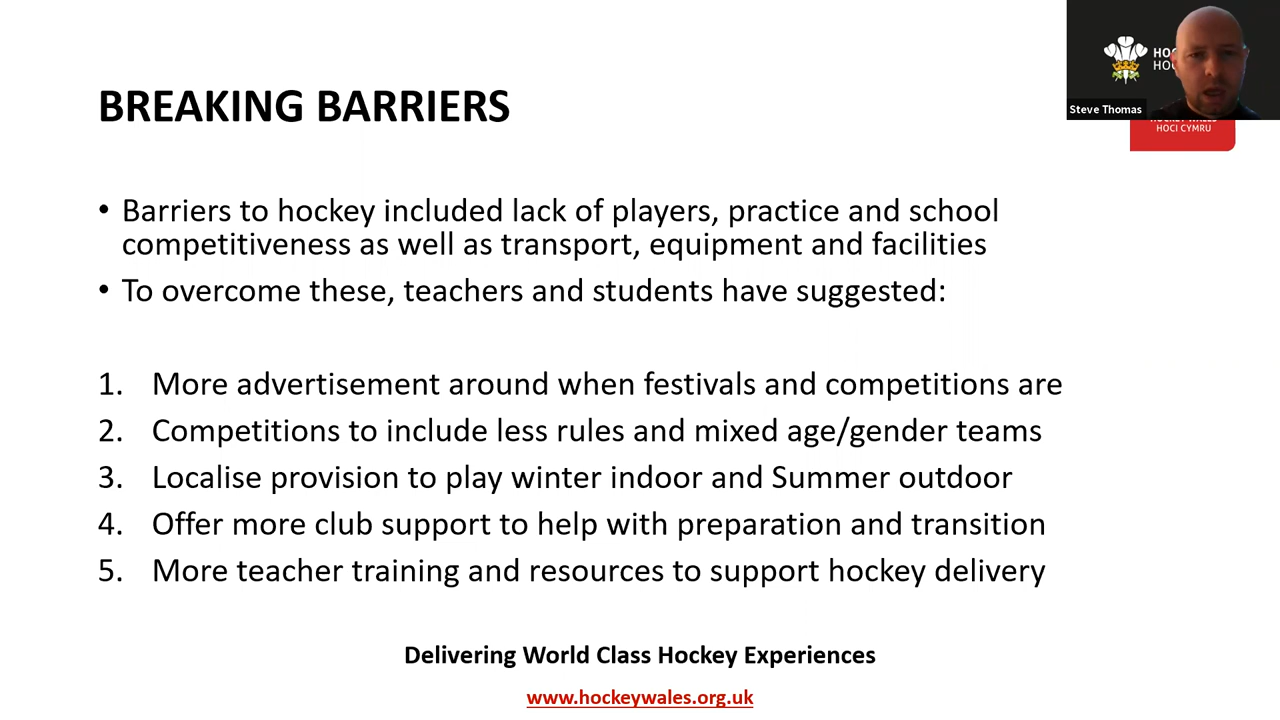 BREAKING BARRIERS
HO
HO
Steve Thomas
HOCI CYMRU
• Barriers to hockey included lack of players, practice and school
competitiveness as well as transport, equipment and facilities
• To overcome these, teachers and students have suggested:
1. More advertisement around when festivals and competitions are
2. Competitions to include less rules and mixed age/gender teams
3. Localise provision to play winter indoor and Summer outdoor
4. Offer more club support to help with preparation and transition
5. More teacher training and resources to support hockey delivery
Delivering World Class Hockey Experiences
www.hockeywales.org.uk